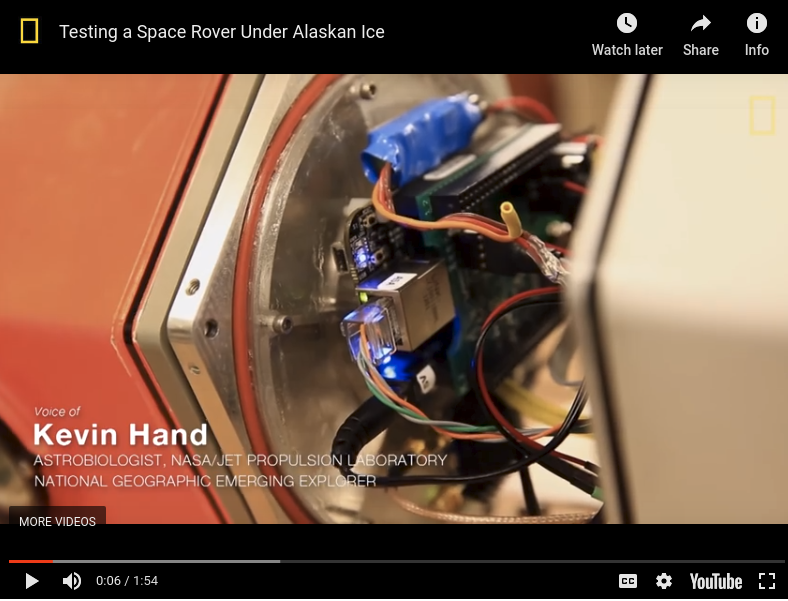 Testing a Space Rover Under Alaskan Ice
Watch later
Share
Info
Voice of
Kevin Hand
ASTROBIOLOGIST, NASA/JET PROPULSION LABORATORY
NATIONAL GEOGRAPHIC EMERGING EXPLORER
MORE VIDEOS
0:06 / 1:54
CC
YouTube